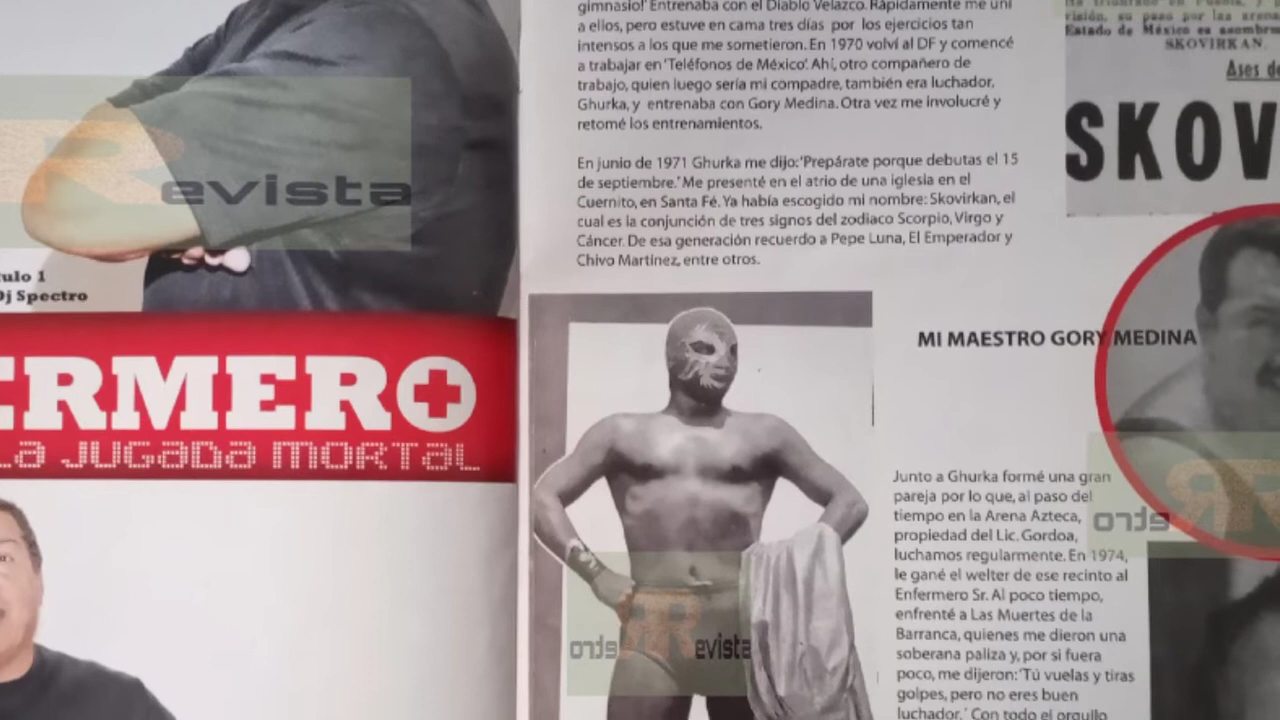 evista
ulo 1
Dj Spectro
ERMERO
La JUGADA MORTAL
gimnasio! Entrenaba con el Diablo Velazco. Rápidamente me uní
a ellos, pero estuve en cama tres días por los ejercicios tan
intensos a los que me sometieron. En 1970 volví al DF y comencé
a trabajar en 'Teléfonos de México'. Ahí, otro compañero de
trabajo, quien luego sería mi compadre, también era luchador,
Ghurka, y entrenaba con Gory Medina. Otra vez me involucré y
retomé los entrenamientos.
En junio de 1971 Ghurka me dijo: 'Prepárate porque debutas el 15
de septiembre.' Me presenté en el atrio de una iglesia en el
Cuernito, en Santa Fé. Ya había escogido mi nombre: Skovirkan, el
cual es la conjunción de tres signos del zodiaco Scorpio, Virgo y
Cáncer. De esa generación recuerdo a Pepe Luna, El Emperador y
Chivo Martínez, entre otros.
visión, su paso por las arenas
Estado de México es asombr
SKOVIRKAN.
Ases de
SKOV
MI MAESTRO GORY MEDINA
Junto a Ghurka formé una gran
pareja por lo que, al paso del
tiempo en la Arena Azteca,
propiedad del Lic. Gordoa,
luchamos regularmente. En 1974,
le gané el welter de ese recinto al
Enfermero Sr. Al poco tiempo,
enfrenté a Las Muertes de la
Barranca, quienes me dieron una
soberana paliza y, por si fuera
poco, me dijeron: 'Tú vuelas y tiras
golpes, pero no eres buen
luchador.' Con todo el orgullo
evista